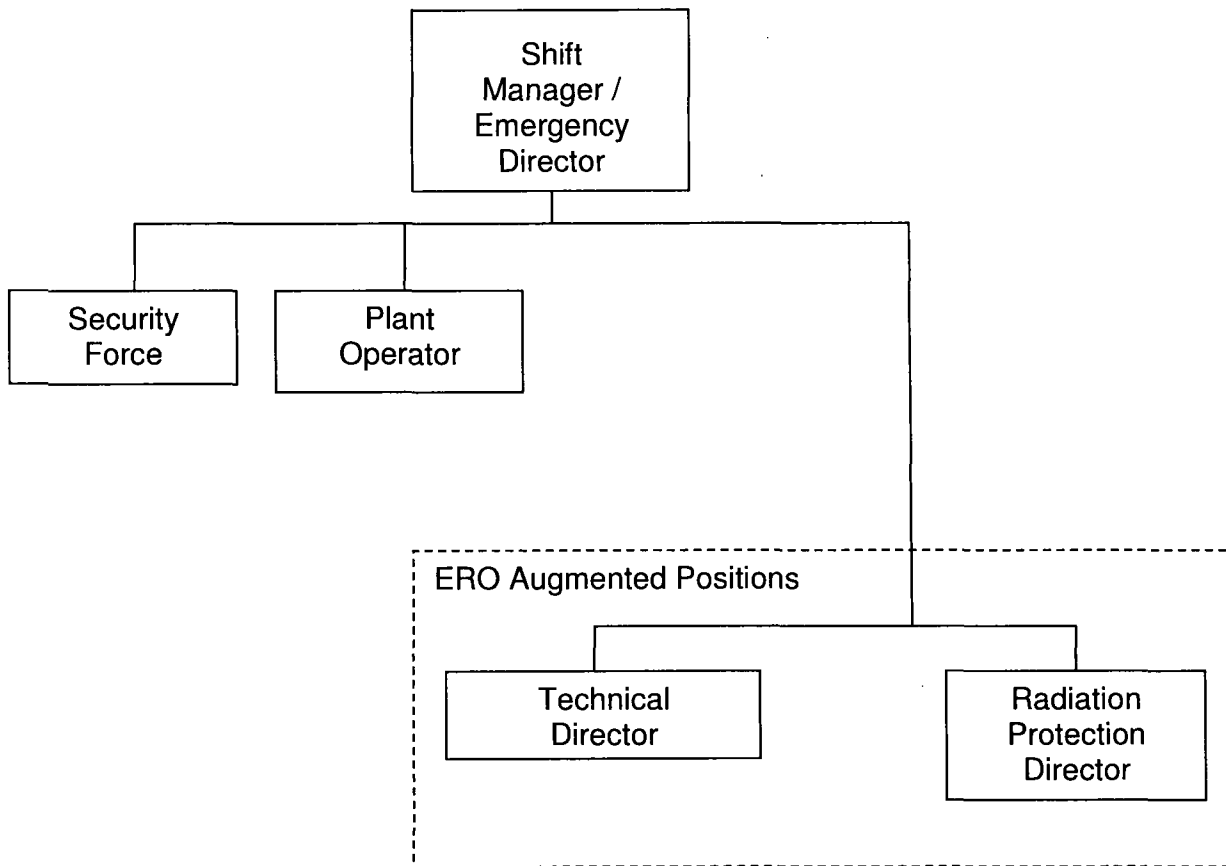 Shift
Manager /
Emergency
Director
Security
Force
Plant
Operator
ERO Augmented Positions
Technical
Director
Radiation
Protection
Director